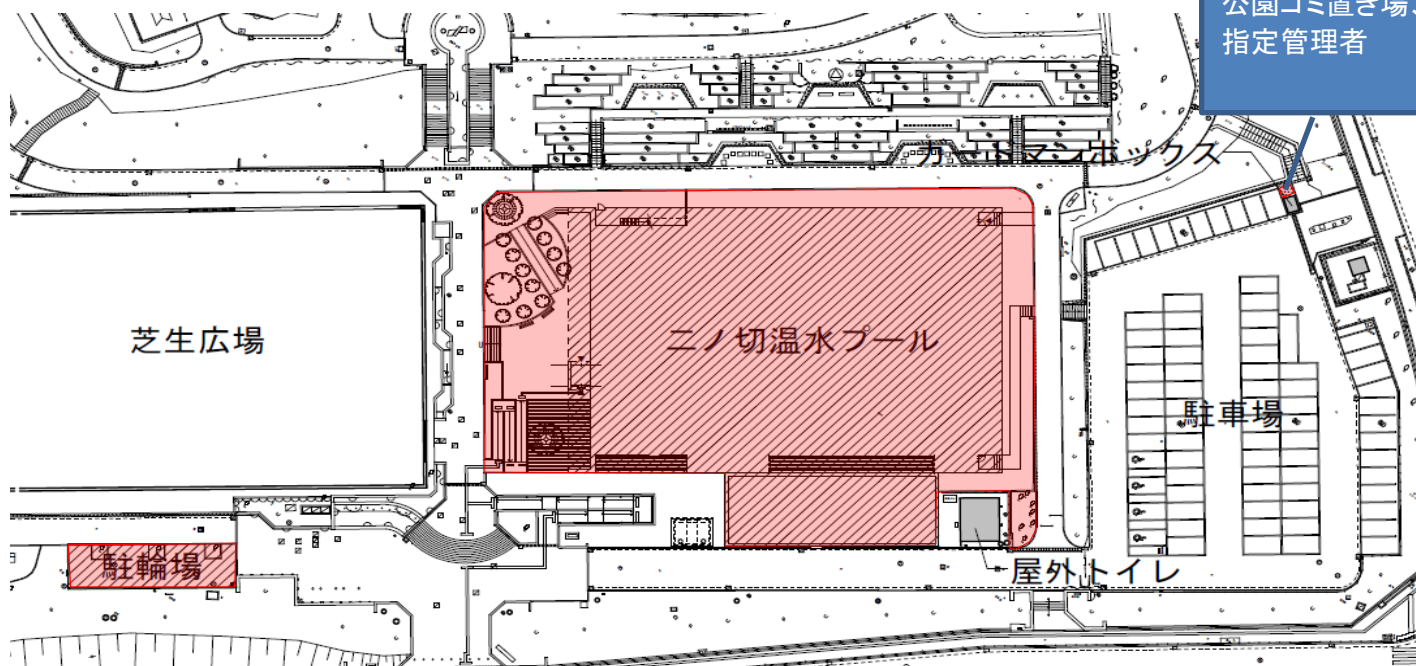 公園ゴミ置き場、
指定管理者
ガードマンボックス
芝生広場
二ノ切温水プール
駐車場
駐輪場
屋外トイレ